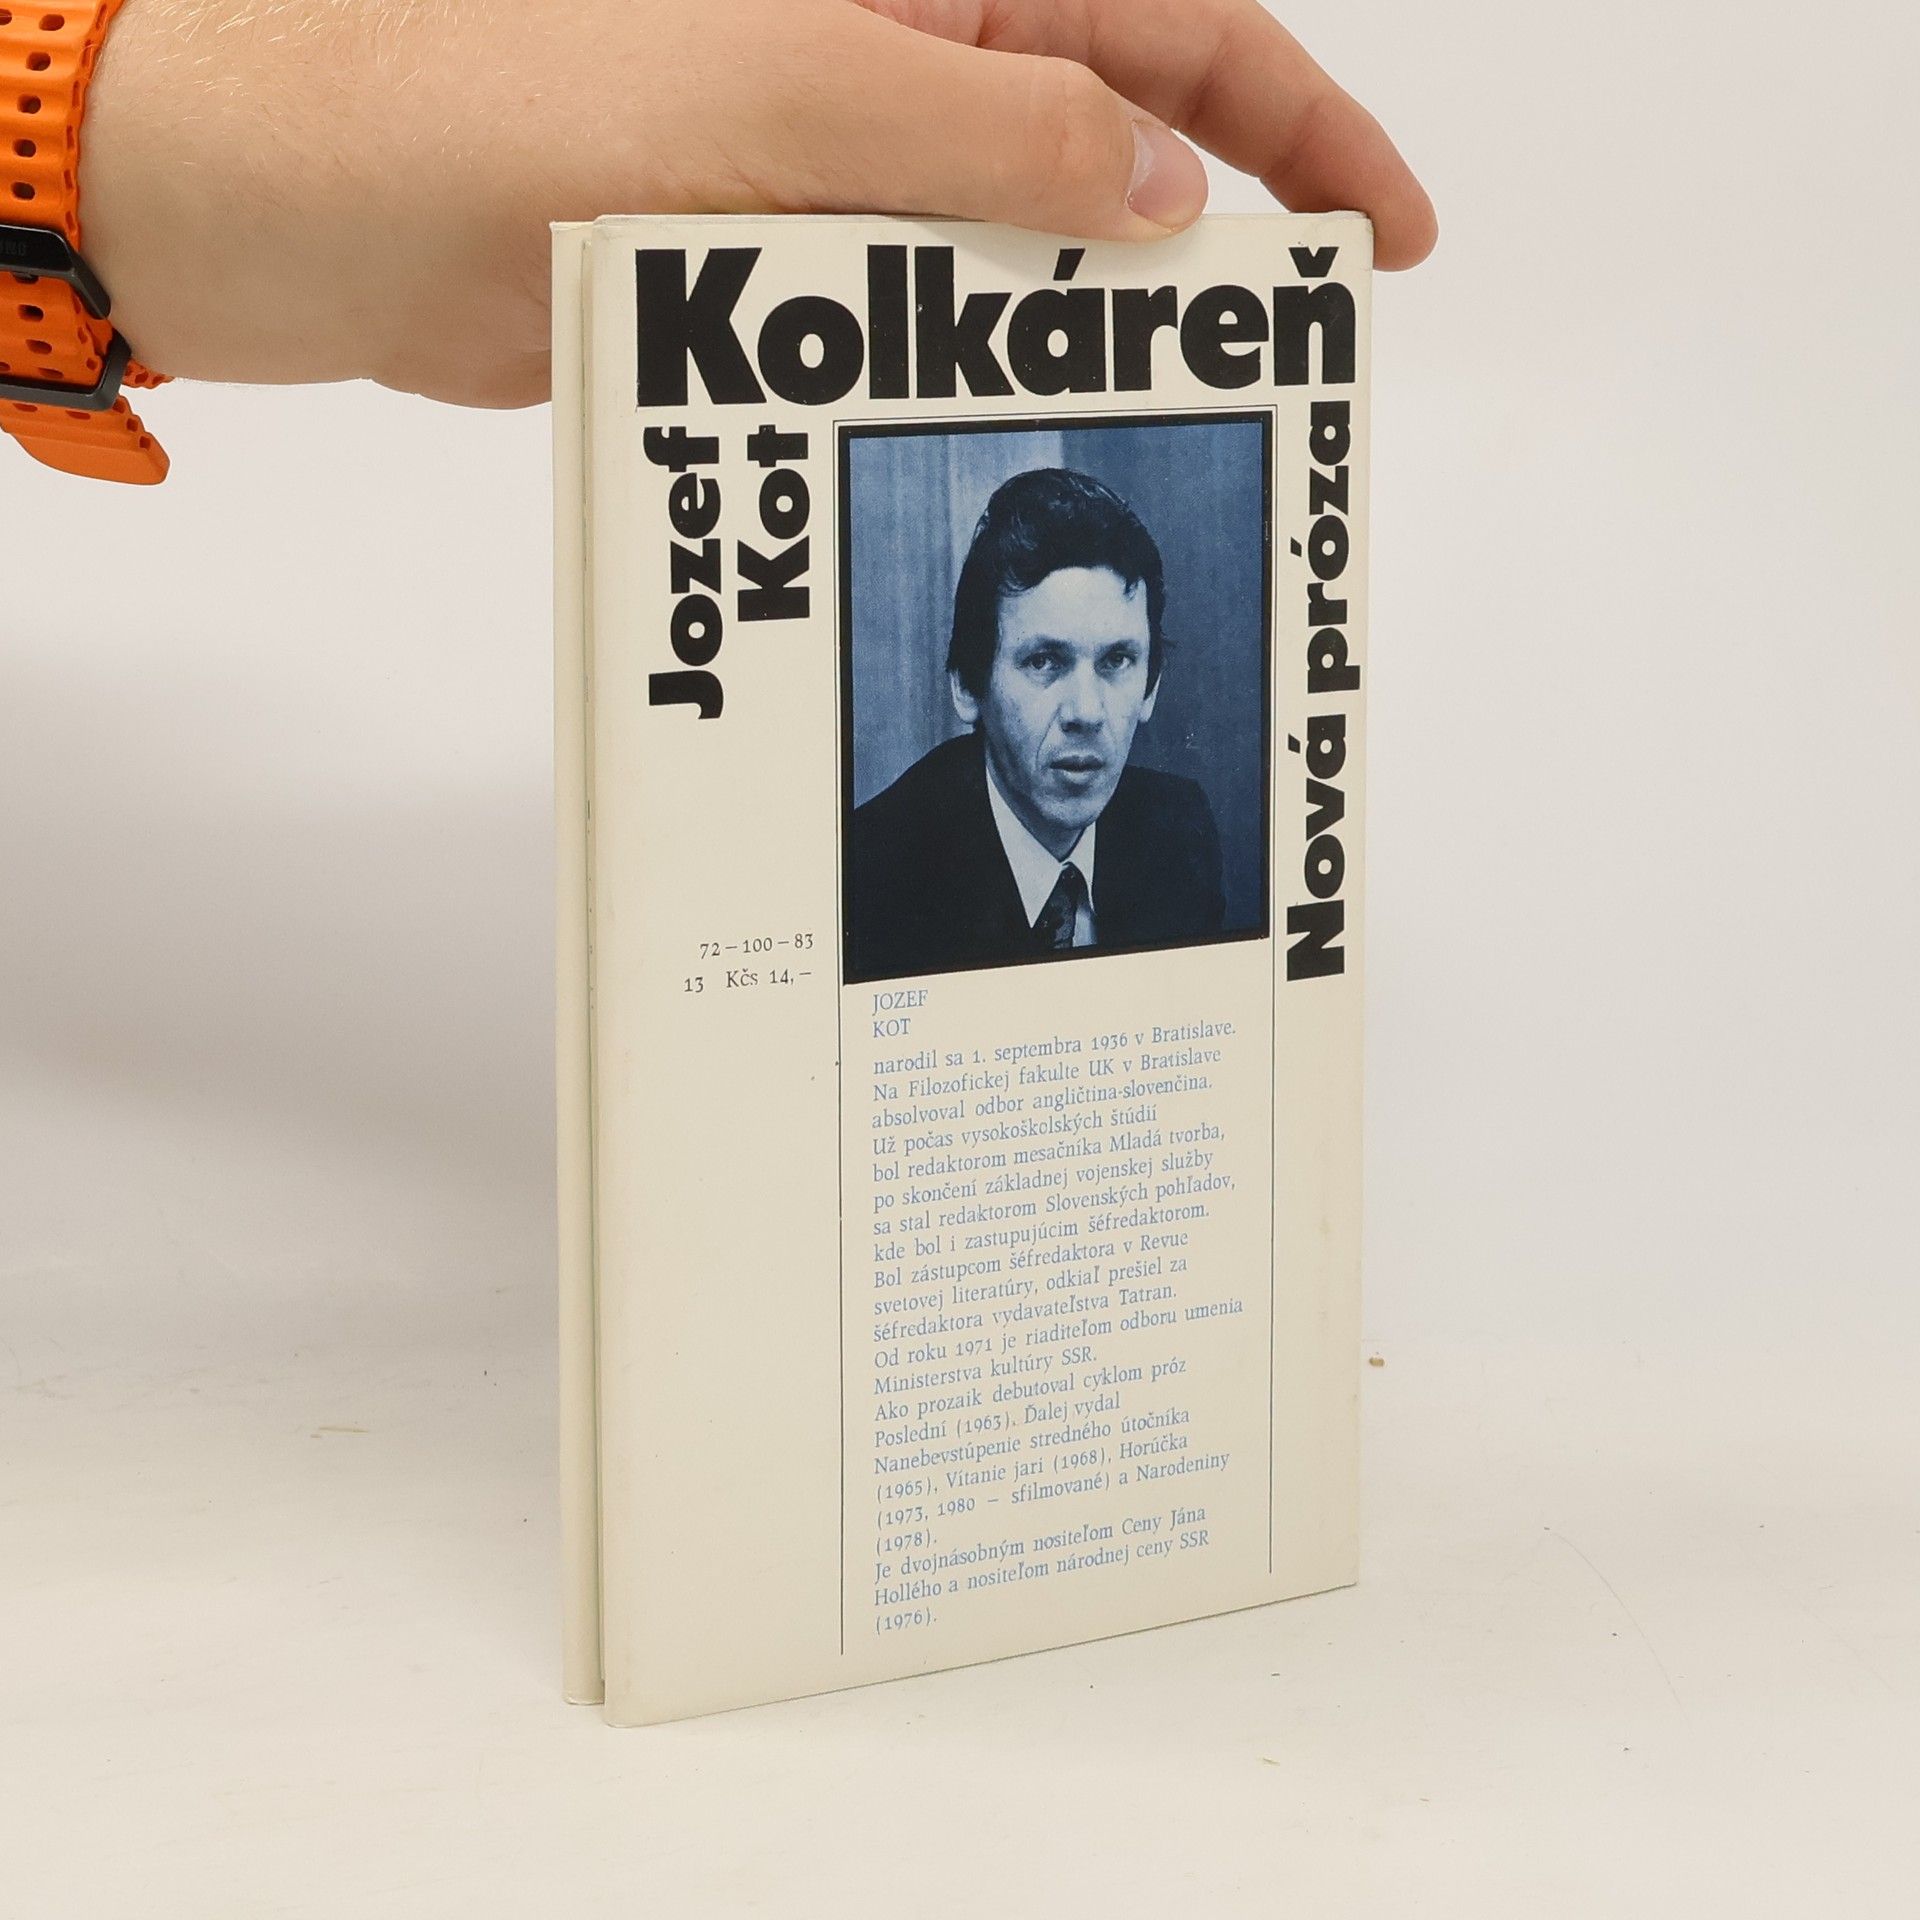 Kolkáreň
Jozef
Kot
Nová próza
72–100–83
13 Kčs 14,–
JOZEF
KOT
narodil sa 1. septembra 1936 v Bratislave.
Na Filozofickej fakulte UK v Bratislave
absolvoval odbor angličtina-slovenčina.
Už počas vysokoškolských štúdií
bol redaktorom mesačníka Mladá tvorba,
po skončení základnej vojenskej služby
sa stal redaktorom Slovenských pohľadov,
kde bol i zastupujúcim šéfredaktorom.
Bol zástupcom šéfredaktora v Revue
svetovej literatúry, odkiaľ prešiel za
šéfredaktora vydavateľstva Tatran.
Od roku 1971 je riaditeľom odboru umenia
Ministerstva kultúry SSR.
Ako prozaik debutoval cyklom próz
Poslední (1963). Ďalej vydal
Nanebevstúpenie stredného útočníka
(1965), Vítanie jari (1968), Horúčka
(1973, 1980 – sfilmované) a Narodeniny
(1978).
Je dvojnásobným nositeľom Ceny Jána
Hollého a nositeľom národnej ceny SSR
(1976).